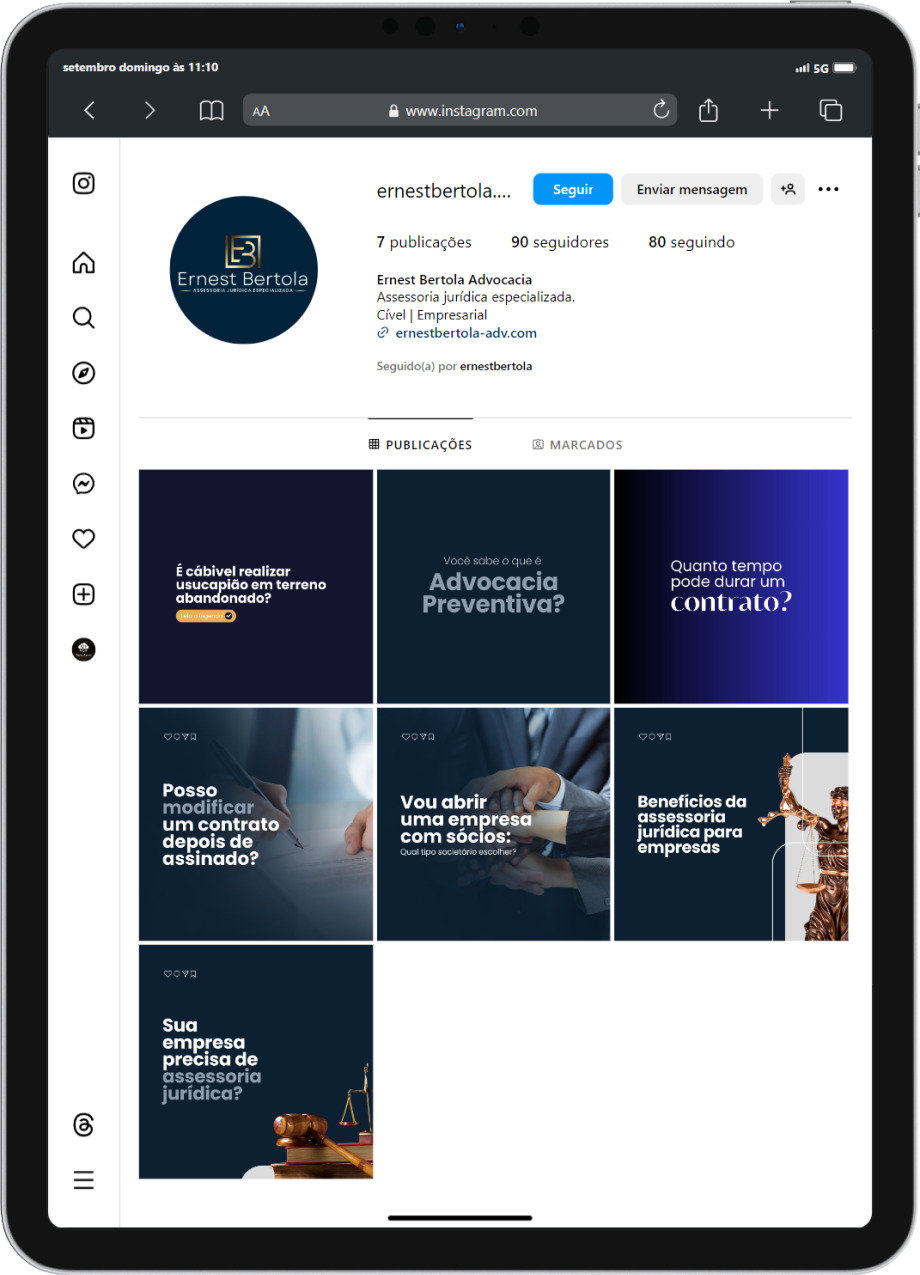 setembro domingo às 11:10
5G
AA
www.instagram.com
ernestbertola....
Seguir
Enviar mensagem
7 publicações
90 seguidores
80 seguindo
EB
Ernest Bertola
ASSESSORIA JURÍDICA ESPECIALIZADA
Ernest Bertola Advocacia
Assessoria jurídica especializada.
Cível | Empresarial
ernestbertola-adv.com
Seguido(a) por ernestbertola
PUBLICAÇÕES
MARCADOS
É cábivel realizar
usucapião em terreno
abandonado?
Leia a legenda
Você sabe o que é
Advocacia
Preventiva?
Quanto tempo
pode durar um
contrato?
Posso
modificar
um contrato
depois de
assinado?
Vou abrir
uma empresa
com sócios:
Qual tipo societário escolher?
Benefícios da
assessoria
jurídica para
empresas
Sua
empresa
precisa de
assessoria
jurídica?